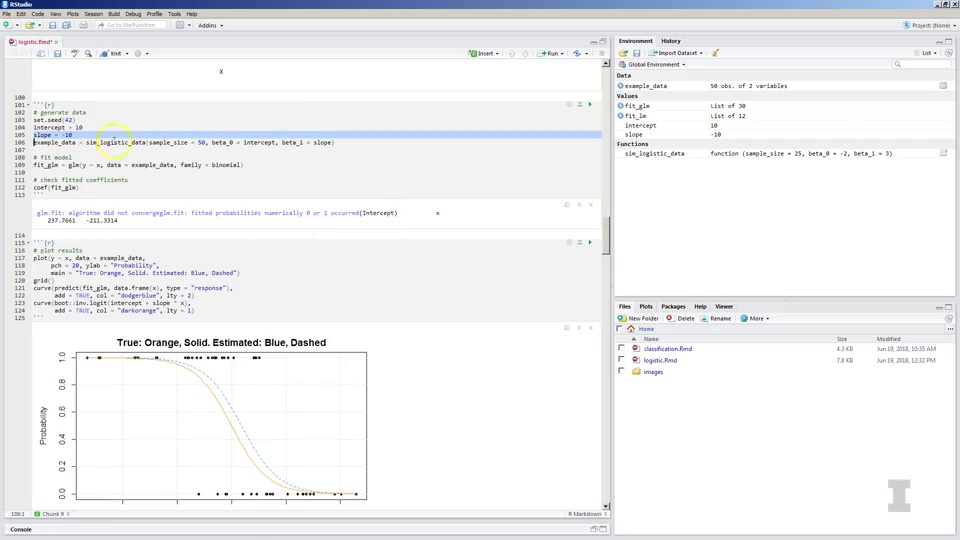 RStudio
File Edit Code View Plots Session Build Debug Profile Tools Help
Go to file/function
Addins
Project: (None)
logistic.Rmd*
Knit
Insert
Run
X
100
101 ```{r}
102 # generate data
103 set.seed(42)
104 intercept = 10
105 slope = -10
106 example_data = sim_logistic_data(sample_size = 50, beta_0 = intercept, beta_1 = slope)
107
108 # fit model
109 fit_glm = glm(y ~ x, data = example_data, family = binomial)
110
111 # check fitted coefficients
112 coef(fit_glm)
113 ```
glm.fit: algorithm did not convergeglm.fit: fitted probabilities numerically 0 or 1 occurred(Intercept) x
237.7661 -211.3314
114
115 ```{r}
116 # plot results
117 plot(y ~ x, data = example_data,
118 pch = 20, ylab = "Probability",
119 main = "True: Orange, Solid. Estimated: Blue, Dashed")
120 grid()
121 curve(predict(fit_glm, data.frame(x), type = "response"),
122 add = TRUE, col = "dodgerblue", lty = 2)
123 curve(boot::inv.logit(intercept + slope * x),
124 add = TRUE, col = "darkorange", lty = 1)
125 ```
True: Orange, Solid. Estimated: Blue, Dashed
Probability
1.0
0.8
0.6
0.4
0.2
0.0
106:1 Chunk 9
R Markdown
Console
Environment History
Import Dataset
List
Global Environment
Data
example_data 50 obs. of 2 variables
Values
fit_glm List of 30
fit_lm List of 12
intercept 10
slope -10
Functions
sim_logistic_data function (sample_size = 25, beta_0 = -2, beta_1 = 3)
Files Plots Packages Help Viewer
New Folder Delete Rename More
Home
Name Size Modified
classification.Rmd 4.3 KB Jun 19, 2018, 10:35 AM
logistic.Rmd 7.8 KB Jun 19, 2018, 12:32 PM
images
I